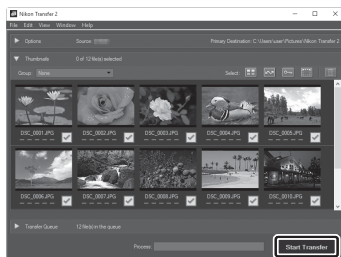 Nikon Transfer 2
File Edit View Window Help
Options Source: Primary Destination: C:\Users\user\Pictures\Nikon Transfer 2
Thumbnails 0 of 12 file(s) selected
Group: None Select:
DSC_0001.JPG DSC_0002.JPG DSC_0003.JPG DSC_0004.JPG DSC_0005.JPG
DSC_0006.JPG DSC_0007.JPG DSC_0008.JPG DSC_0009.JPG DSC_0010.JPG
Transfer Queue 12 file(s) in the queue
Process: Start Transfer